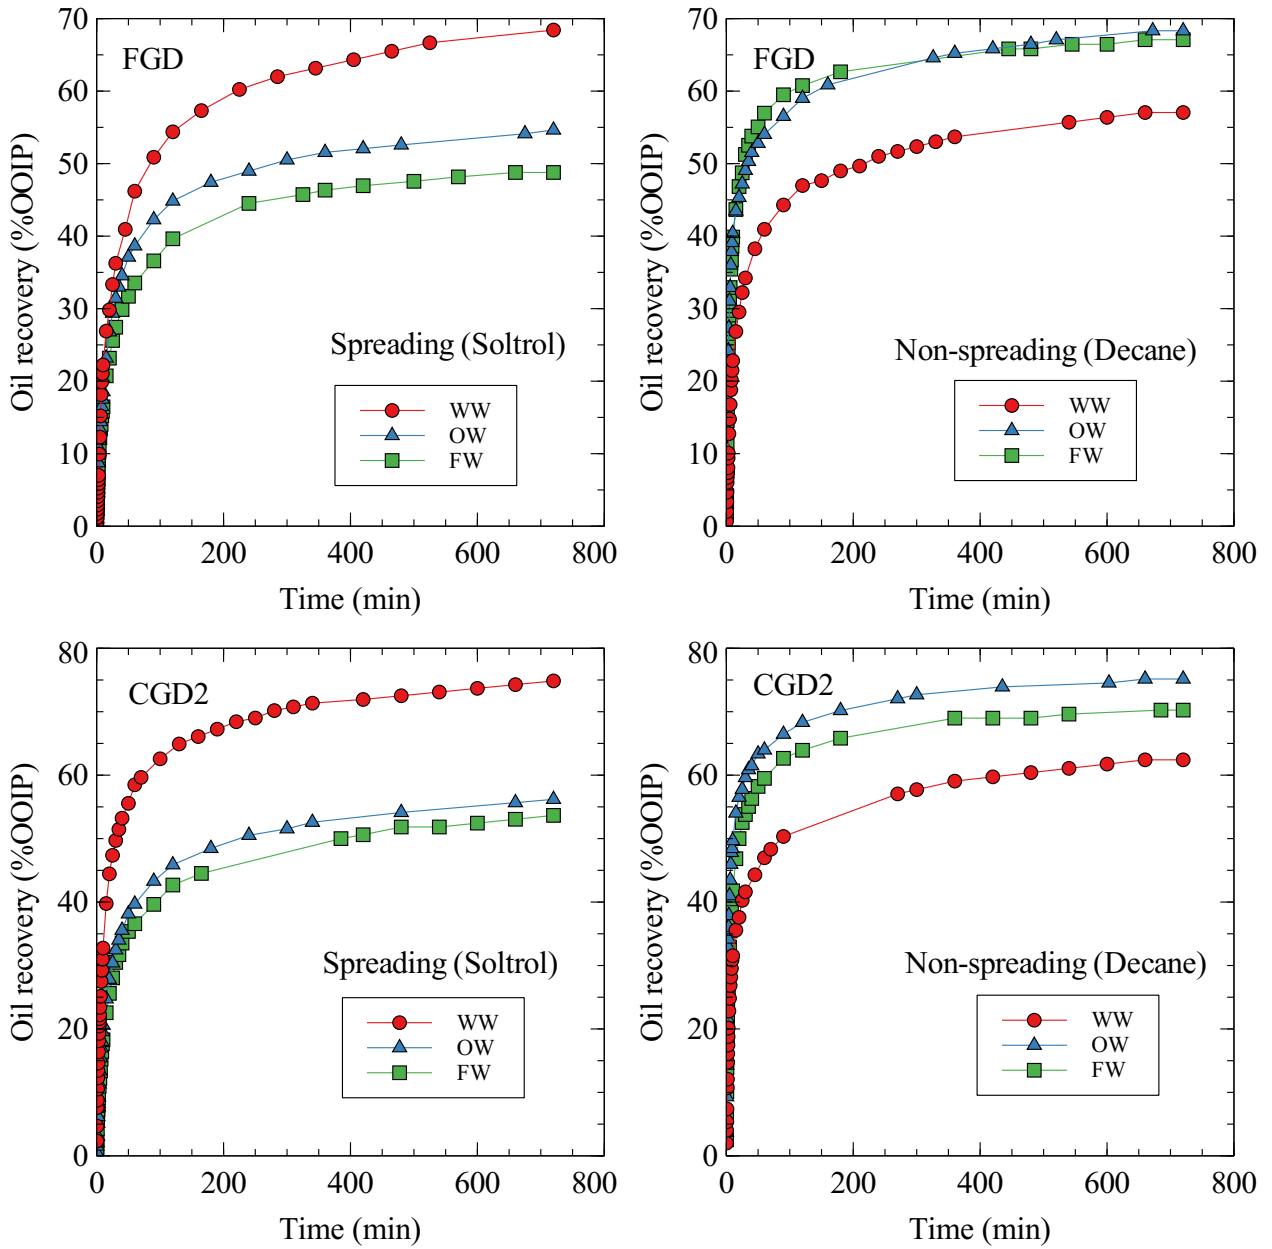 70
60
50
40
30
20
10
0
FGD
Spreading (Soltrol)
WW
OW
FW
0 200 400 600 800
Time (min)
Oil recovery (%OOIP)
70
60
50
40
30
20
10
0
FGD
Non-spreading (Decane)
WW
OW
FW
0 200 400 600 800
Time (min)
Oil recovery (%OOIP)
80
60
40
20
0
CGD2
Spreading (Soltrol)
WW
OW
FW
0 200 400 600 800
Time (min)
Oil recovery (%OOIP)
80
60
40
20
0
CGD2
Non-spreading (Decane)
WW
OW
FW
0 200 400 600 800
Time (min)
Oil recovery (%OOIP)